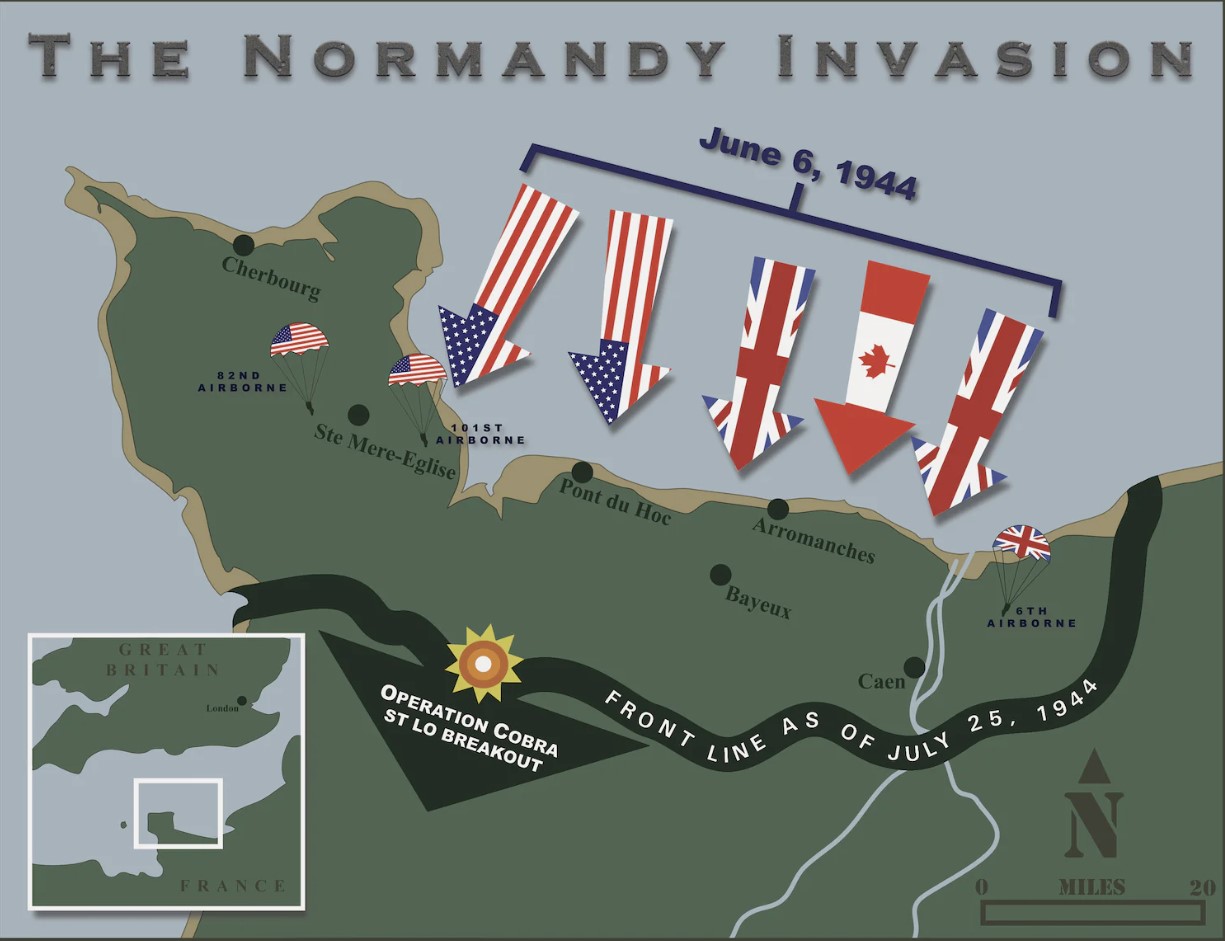 THE NORMANDY INVASION
June 6, 1944
Cherbourg
82ND
AIRBORNE
101ST
AIRBORNE
Ste Mere-Eglise
Pont du Hoc
Arromanches
Bayeux
6TH
AIRBORNE
Caen
OPERATION COBRA
ST LO BREAKOUT
FRONT LINE AS OF JULY 25, 1944
GREAT
BRITAIN
London
FRANCE
N
0 MILES 20